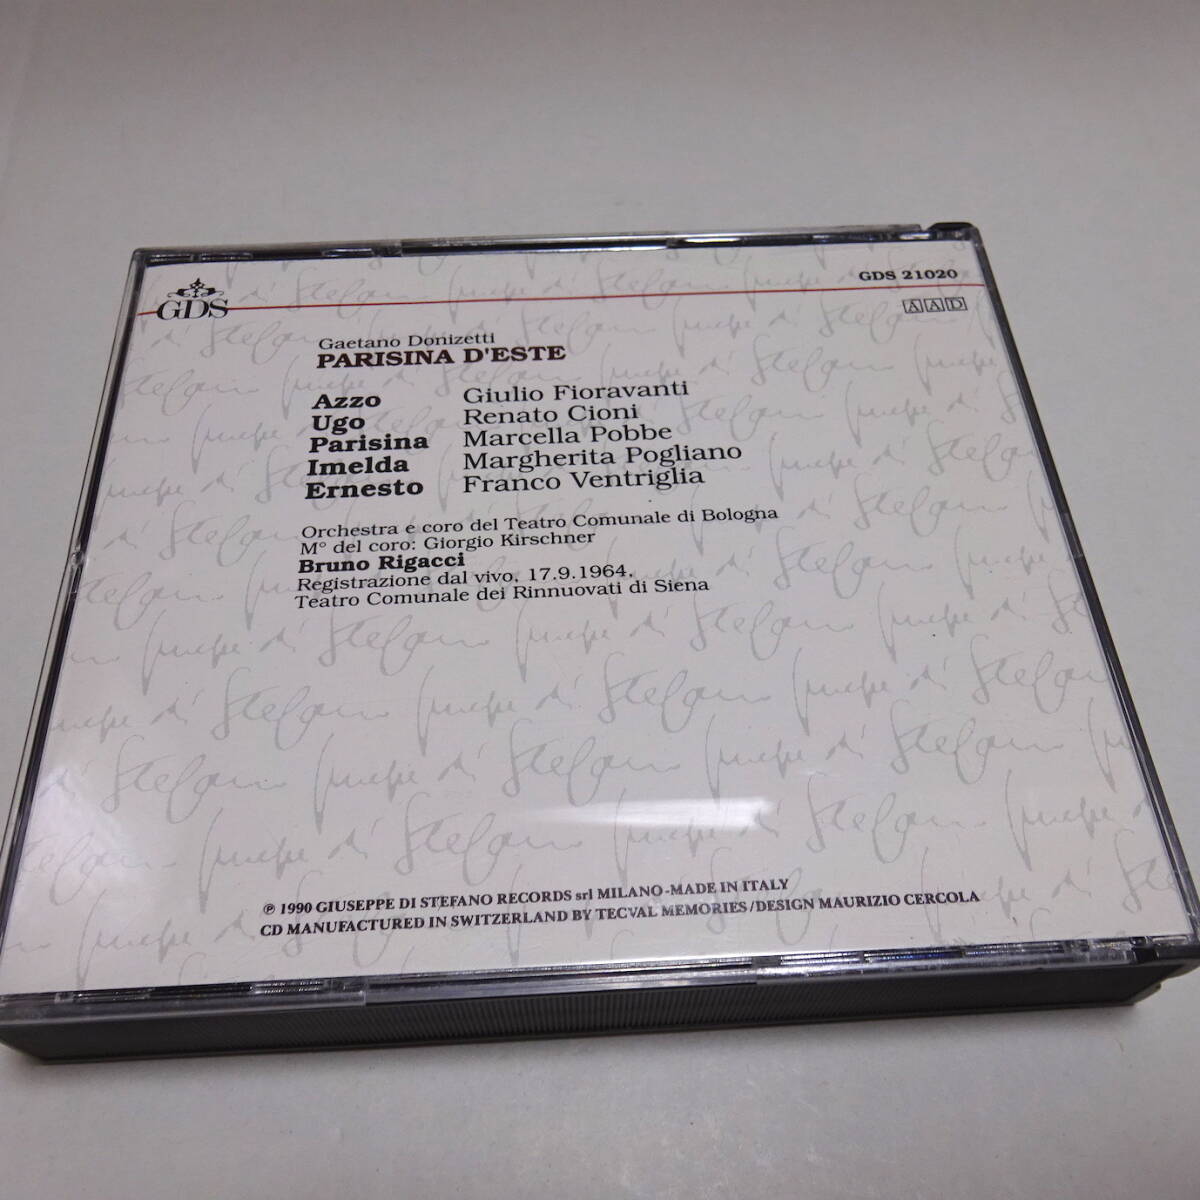 GDS
GDS 21020
AAD
Gaetano Donizetti
PARISINA D'ESTE
Azzo Giulio Fioravanti
Ugo Renato Cioni
Parisina Marcella Pobbe
Imelda Margherita Pogliano
Ernesto Franco Ventriglia
Orchestra e coro del Teatro Comunale di Bologna
M° del coro: Giorgio Kirschner
Bruno Rigacci
Registrazione dal vivo, 17.9.1964,
Teatro Comunale dei Rinnuovati di Siena
℗ 1990 GIUSEPPE DI STEFANO RECORDS srl MILANO-MADE IN ITALY
CD MANUFACTURED IN SWITZERLAND BY TECVAL MEMORIES/DESIGN MAURIZIO CERCOLA